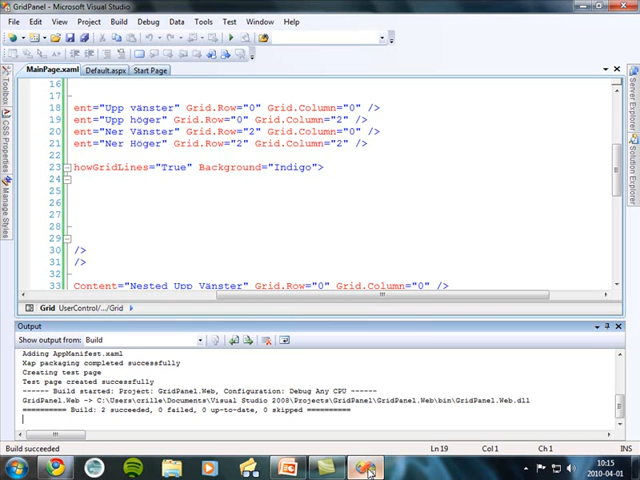 GridPanel - Microsoft Visual Studio
File Edit View Project Build Debug Data Tools Test Window Help
MainPage.xaml Default.aspx Start Page
16
17
18 ent="Upp vänster" Grid.Row="0" Grid.Column="0" />
19 ent="Upp höger" Grid.Row="0" Grid.Column="2" />
20 ent="Ner Vänster" Grid.Row="2" Grid.Column="0" />
21 ent="Ner Höger" Grid.Row="2" Grid.Column="2" />
22
23 howGridLines="True" Background="Indigo">
24
25
26
27
28
29
30 />
31 />
32
33 Content="Nested Upp Vänster" Grid.Row="0" Grid.Column="0" />
Toolbox
CSS Properties
Manage Styles
Server Explorer
Solution Explorer
Grid UserControl/.../Grid
Output
Show output from: Build
Adding AppManifest.xaml
Xap packaging completed successfully
Creating test page
Test page created successfully
------ Build started: Project: GridPanel.Web, Configuration: Debug Any CPU ------
GridPanel.Web -> C:\Users\crille\Documents\Visual Studio 2008\Projects\GridPanel\GridPanel.Web\bin\GridPanel.Web.dll
========== Build: 2 succeeded, 0 failed, 0 up-to-date, 0 skipped ==========
Build succeeded Ln 19 Col 1 Ch 1 INS
10:15
2010-04-01